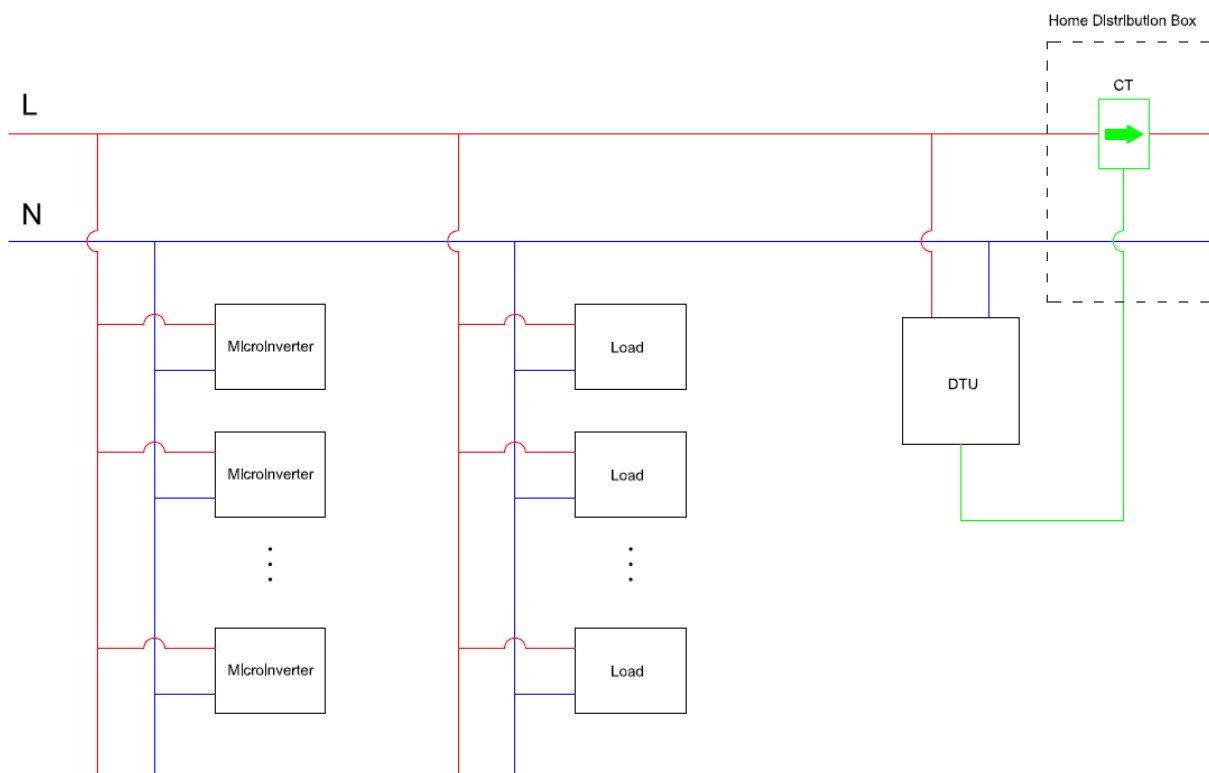 Home Distribution Box
CT
L
N
MicroInverter
Load
DTU
MicroInverter
Load
MicroInverter
Load